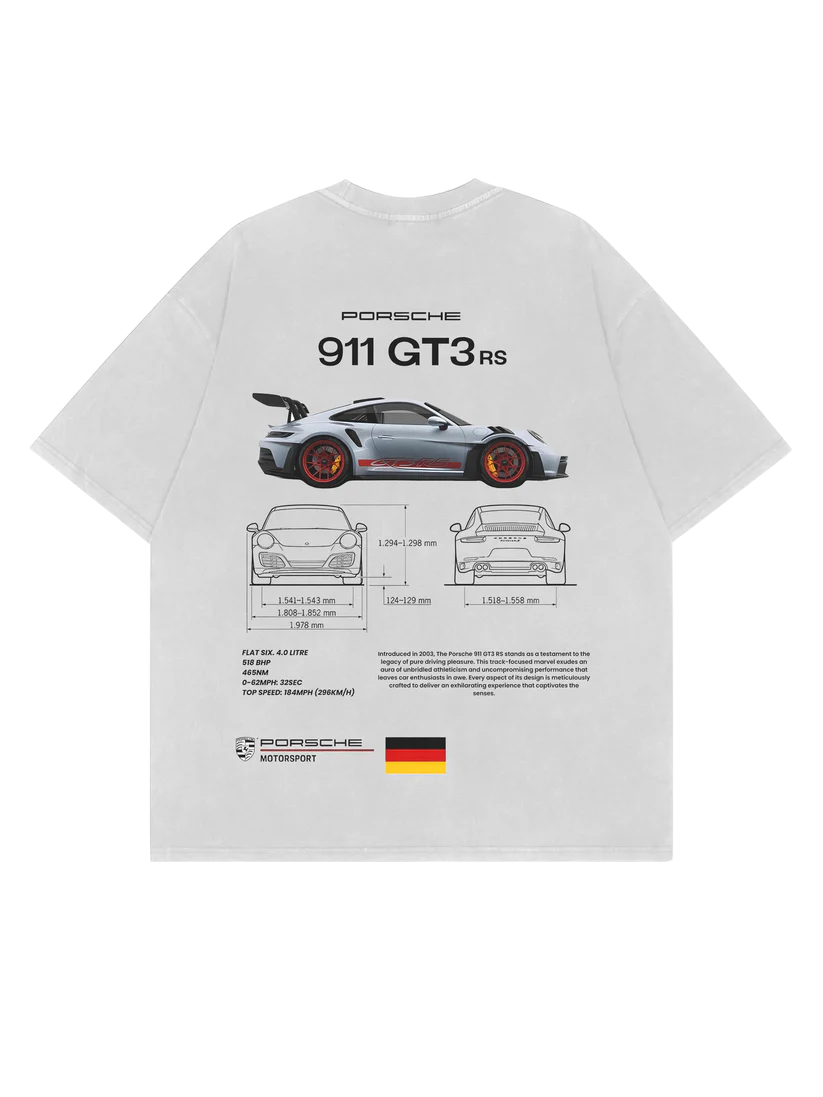 PORSCHE
911 GT3 RS
GT3 RS
1.294–1.298 mm
124–129 mm
1.541–1.543 mm
1.808–1.852 mm
1.978 mm
PORSCHE
1.518–1.558 mm
FLAT SIX. 4.0 LITRE
518 BHP
465NM
0-62MPH: 32SEC
TOP SPEED: 184MPH (296KM/H)
Introduced in 2003, The Porsche 911 GT3 RS stands as a testament to the
legacy of pure driving pleasure. This track-focused marvel exudes an
aura of unbridled athleticism and uncompromising performance that
leaves car enthusiasts in awe. Every aspect of its design is meticulously
crafted to deliver an exhilarating experience that captivates the
senses.
PORSCHE
MOTORSPORT